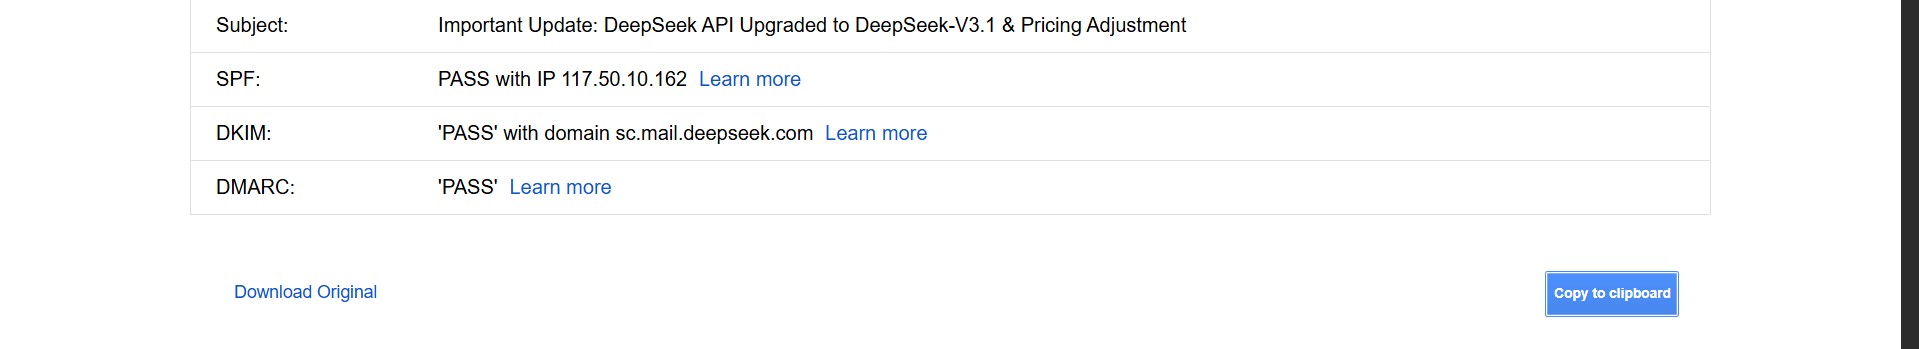 Subject: Important Update: DeepSeek API Upgraded to DeepSeek-V3.1 & Pricing Adjustment
SPF: PASS with IP 117.50.10.162 Learn more
DKIM: 'PASS' with domain sc.mail.deepseek.com Learn more
DMARC: 'PASS' Learn more
Download Original Copy to clipboard